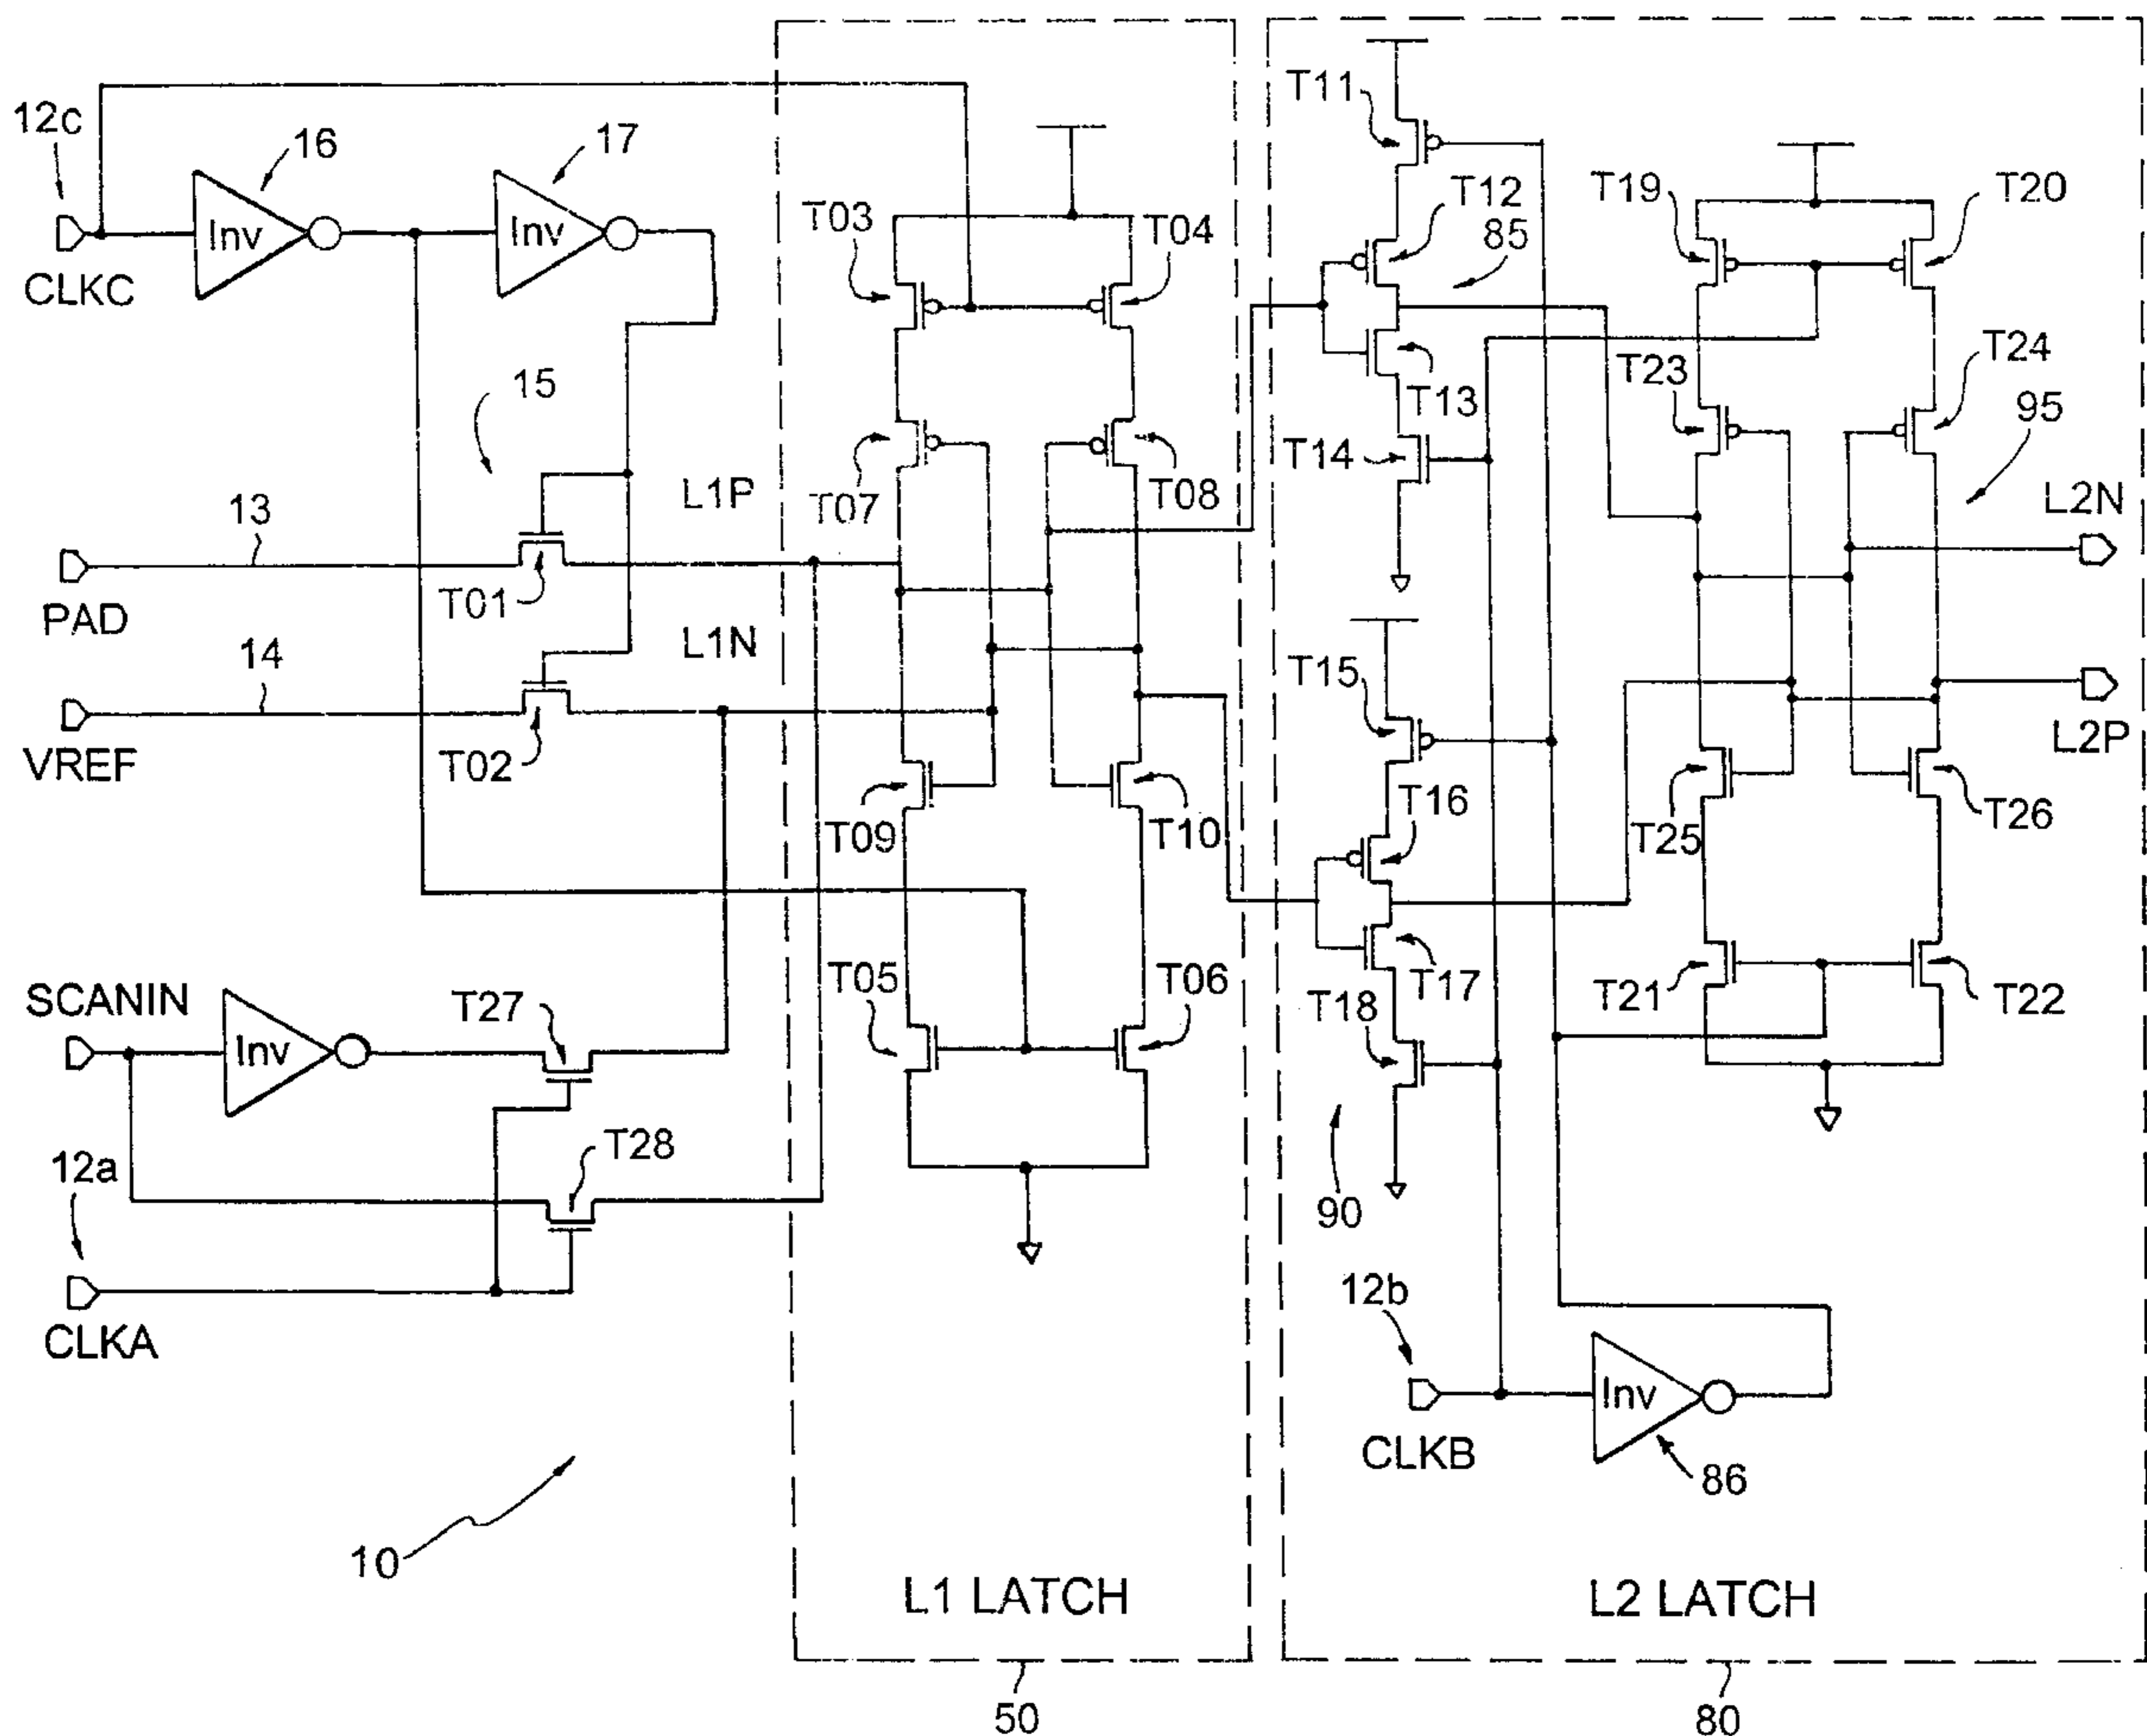 12c
16
17
Inv
Inv
CLKC
T03
T04
T11
T12
85
T19
T20
T23
T24
95
T13
T14
15
L1P
T07
T08
13
T01
PAD
L1N
14
T02
VREF
L2N
L2P
T15
T16
T09
T10
T25
T26
SCANIN
Inv
T27
T05
T06
T17
T18
T21
T22
12a
T28
CLKA
90
12b
Inv
CLKB
86
10
L1 LATCH
L2 LATCH
50
80